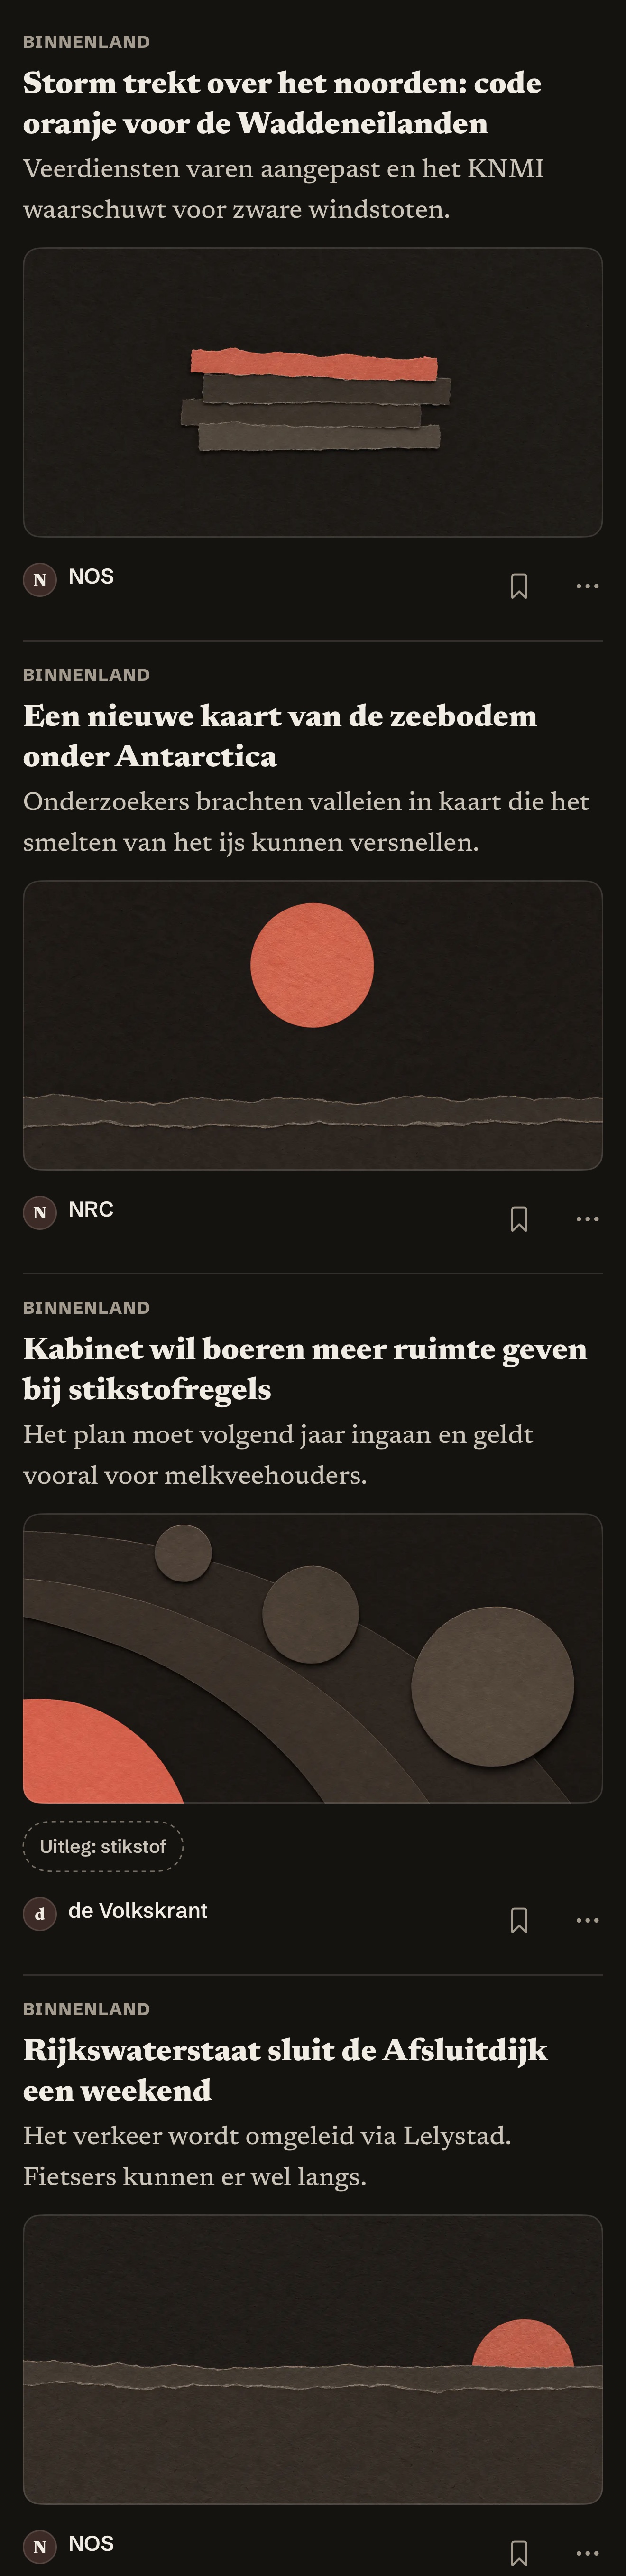 BINNENLAND
Storm trekt over het noorden: code
oranje voor de Waddeneilanden
Veerdiensten varen aangepast en het KNMI
waarschuwt voor zware windstoten.
N NOS
BINNENLAND
Een nieuwe kaart van de zeebodem
onder Antarctica
Onderzoekers brachten valleien in kaart die het
smelten van het ijs kunnen versnellen.
N NRC
BINNENLAND
Kabinet wil boeren meer ruimte geven
bij stikstofregels
Het plan moet volgend jaar ingaan en geldt
vooral voor melkveehouders.
Uitleg: stikstof
d de Volkskrant
BINNENLAND
Rijkswaterstaat sluit de Afsluitdijk
een weekend
Het verkeer wordt omgeleid via Lelystad.
Fietsers kunnen er wel langs.
N NOS